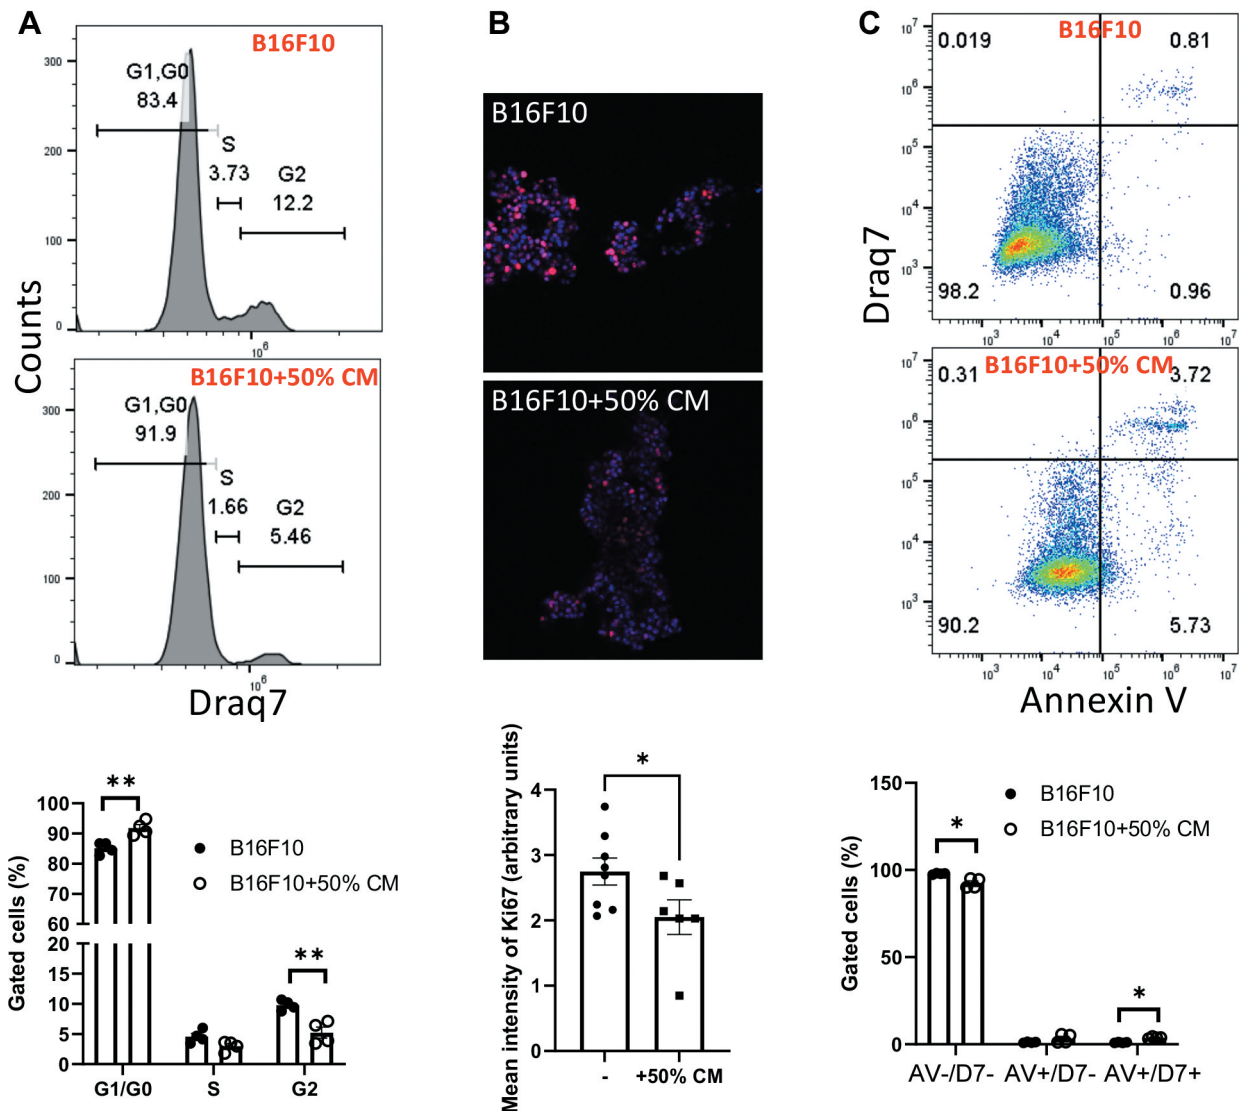 A
B16F10
300
G1,G0
83.4
S
3.73
G2
12.2
200
100
0
10^6
Counts
B16F10+50% CM
300
G1,G0
91.9
S
1.66
G2
5.46
200
100
0
10^6
Draq7
**
100
90
80
70
60
20
15
10
5
0
Gated cells (%)
B16F10
B16F10+50% CM
**
G1/G0
S
G2
B
B16F10
B16F10+50% CM
Mean intensity of Ki67 (arbitrary units)
*
4
3
2
1
0
-
+50% CM
C
B16F10
10^7
0.019
0.81
10^6
10^5
10^4
10^3
98.2
0.96
10^3
10^4
10^5
10^6
10^7
Draq7
B16F10+50% CM
10^7
0.31
3.72
10^6
10^5
10^4
10^3
90.2
5.73
10^3
10^4
10^5
10^6
10^7
Annexin V
150
100
50
0
Gated cells (%)
B16F10
B16F10+50% CM
*
*
AV-/D7-
AV+/D7-
AV+/D7+